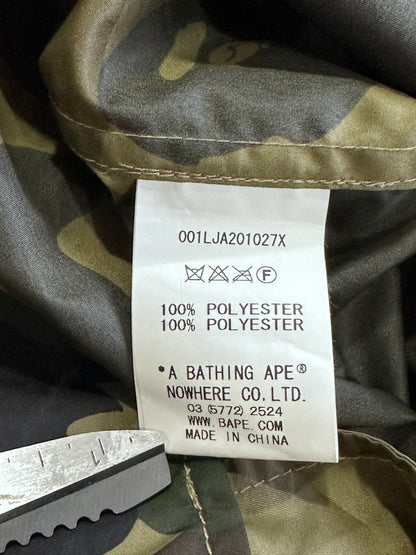 001LJA201027X
F
100% POLYESTER
100% POLYESTER
*A BATHING APE®
NOWHERE CO, LTD.
03 (5772) 2524
WWW.BAPE.COM
MADE IN CHINA